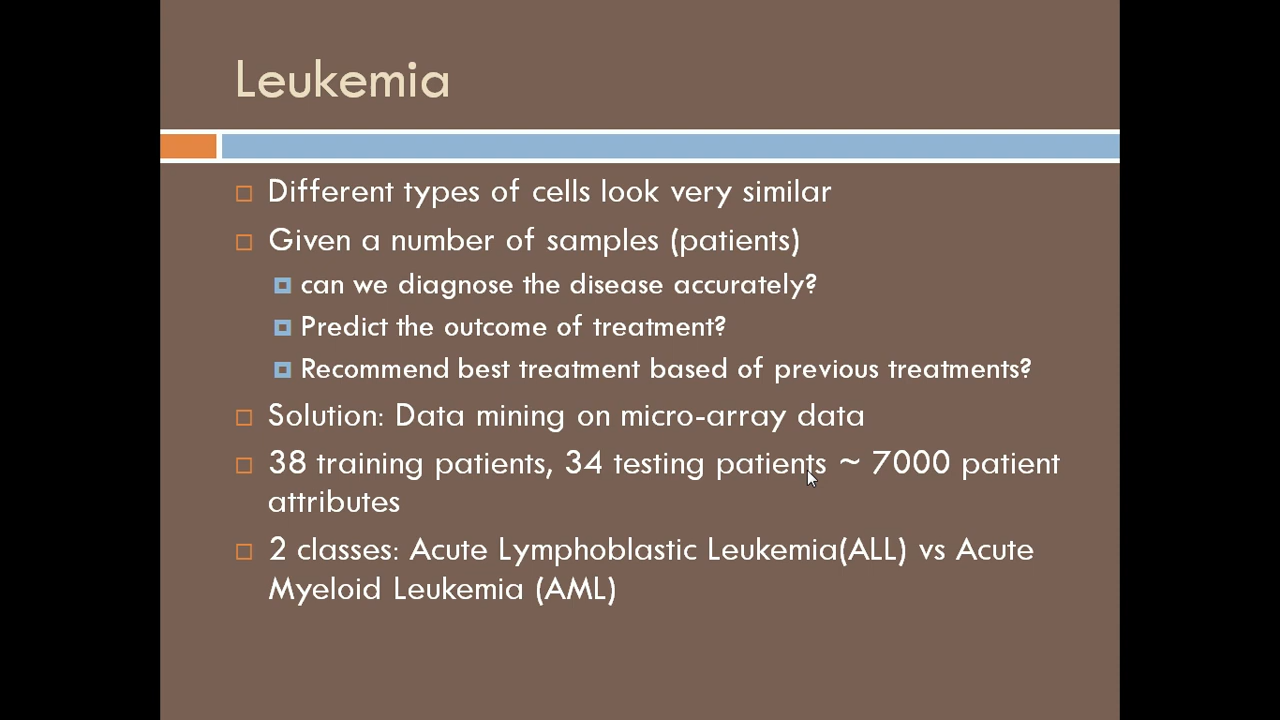 Leukemia
Different types of cells look very similar
Given a number of samples (patients)
can we diagnose the disease accurately?
Predict the outcome of treatment?
Recommend best treatment based of previous treatments?
Solution: Data mining on micro-array data
38 training patients, 34 testing patients ~ 7000 patient
attributes
2 classes: Acute Lymphoblastic Leukemia(ALL) vs Acute
Myeloid Leukemia (AML)